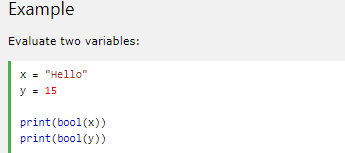 Example
Evaluate two variables:
x = "Hello"
y = 15
print(bool(x))
print(bool(y))